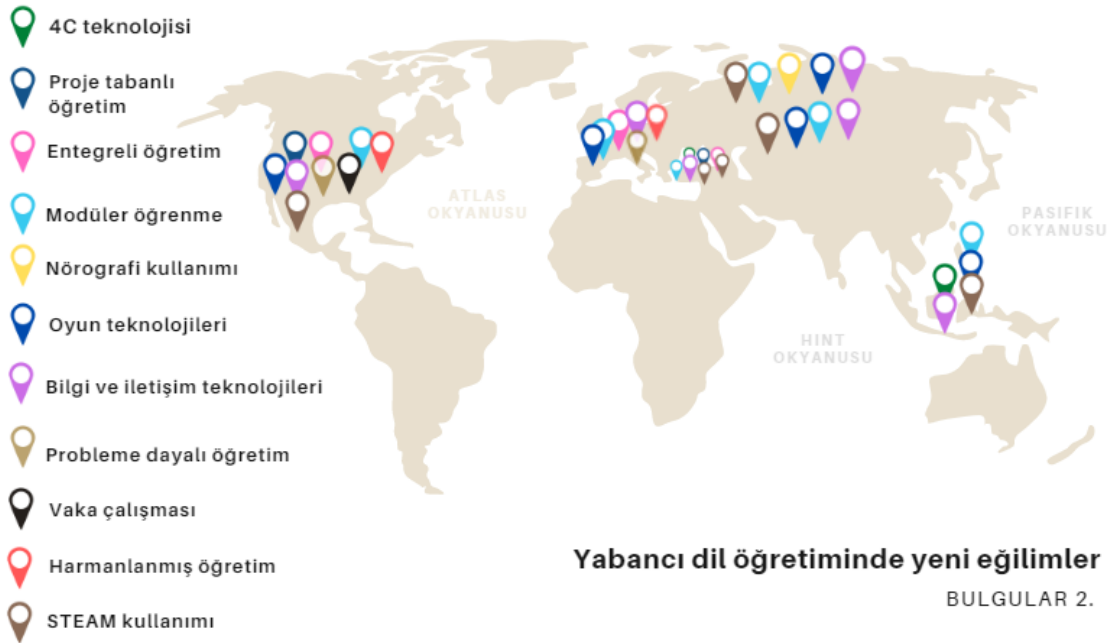 4C teknolojisi
Proje tabanlı
öğretim
Entegreli öğretim
Modüler öğrenme
Nörografi kullanımı
Oyun teknolojileri
Bilgi ve iletişim teknolojileri
Probleme dayalı öğretim
Vaka çalışması
Harmanlanmış öğretim
STEAM kullanımı
ATLAS
OKYANUSU
PASIFIK
OKYANUSU
HINT
OKYANUSU
Yabancı dil öğretiminde yeni eğilimler
BULGULAR 2.